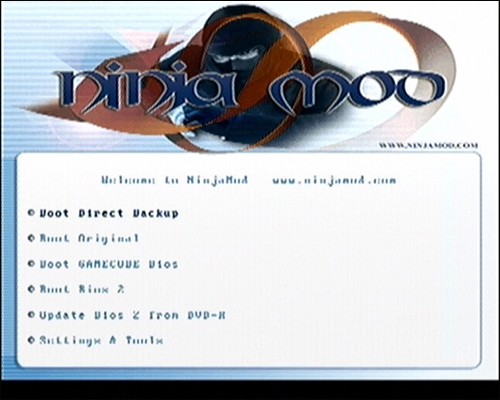 NINJA MOD
WWW.NINJAMOD.COM
Welcome to NinjaMod www.ninjamod.com
Boot Direct Backup
Boot Original
Boot GAMECUBE Bios
Boot Bios 2
Update Bios 2 from DVD-R
Settings & Tools